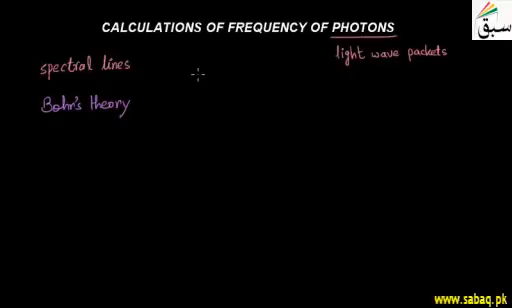 CALCULATIONS OF FREQUENCY OF PHOTONS
سبق
light wave packets
spectral lines
Bohr's theory
www.sabaq.pk